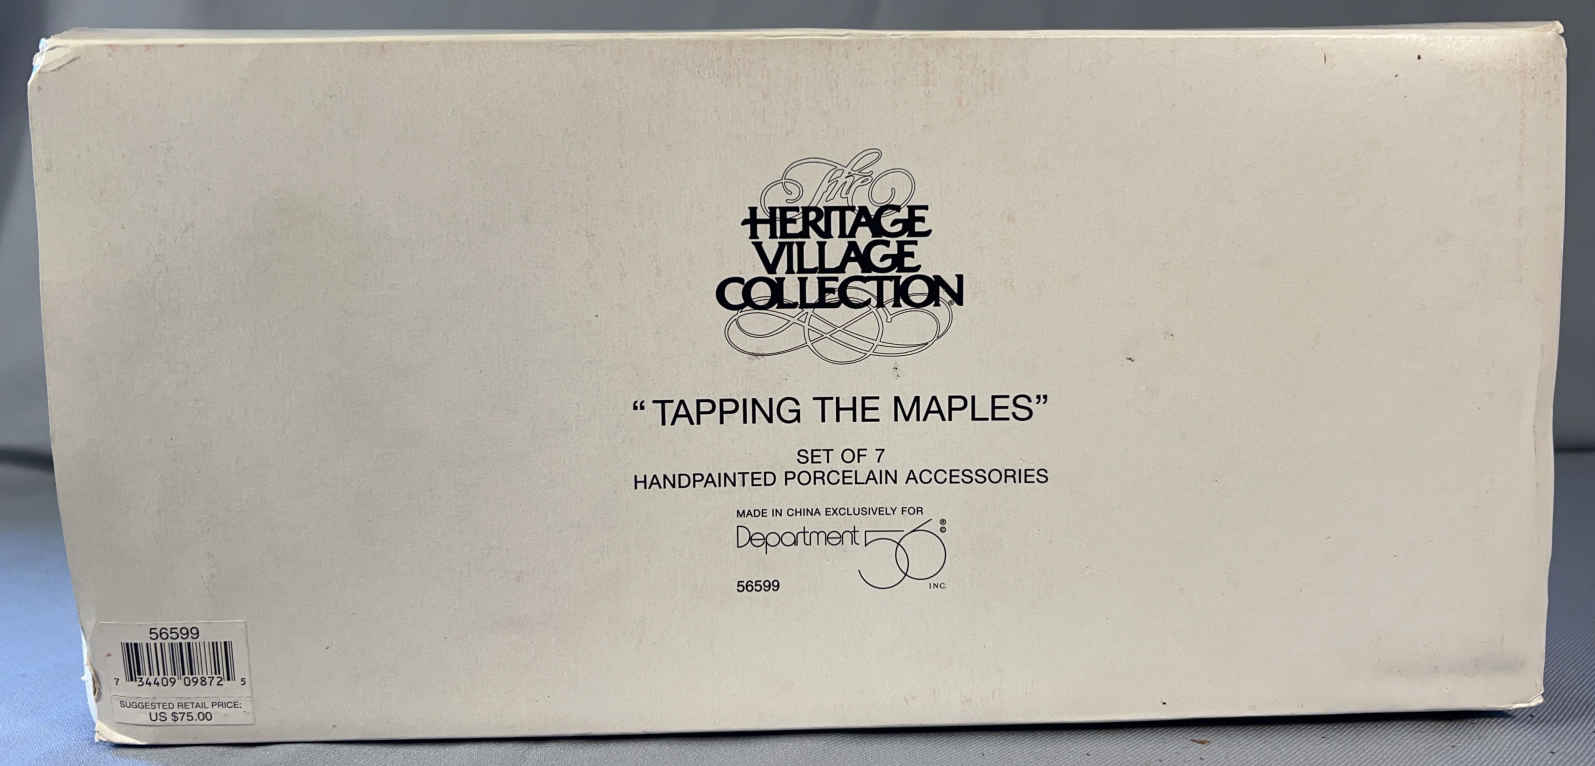 The
HERITAGE
VILLAGE
COLLECTION®
“TAPPING THE MAPLES”
SET OF 7
HANDPAINTED PORCELAIN ACCESSORIES
MADE IN CHINA EXCLUSIVELY FOR
Department 56 ® ©
INC.
56599
56599
7 34409 09872 5
SUGGESTED RETAIL PRICE:
US $75.00